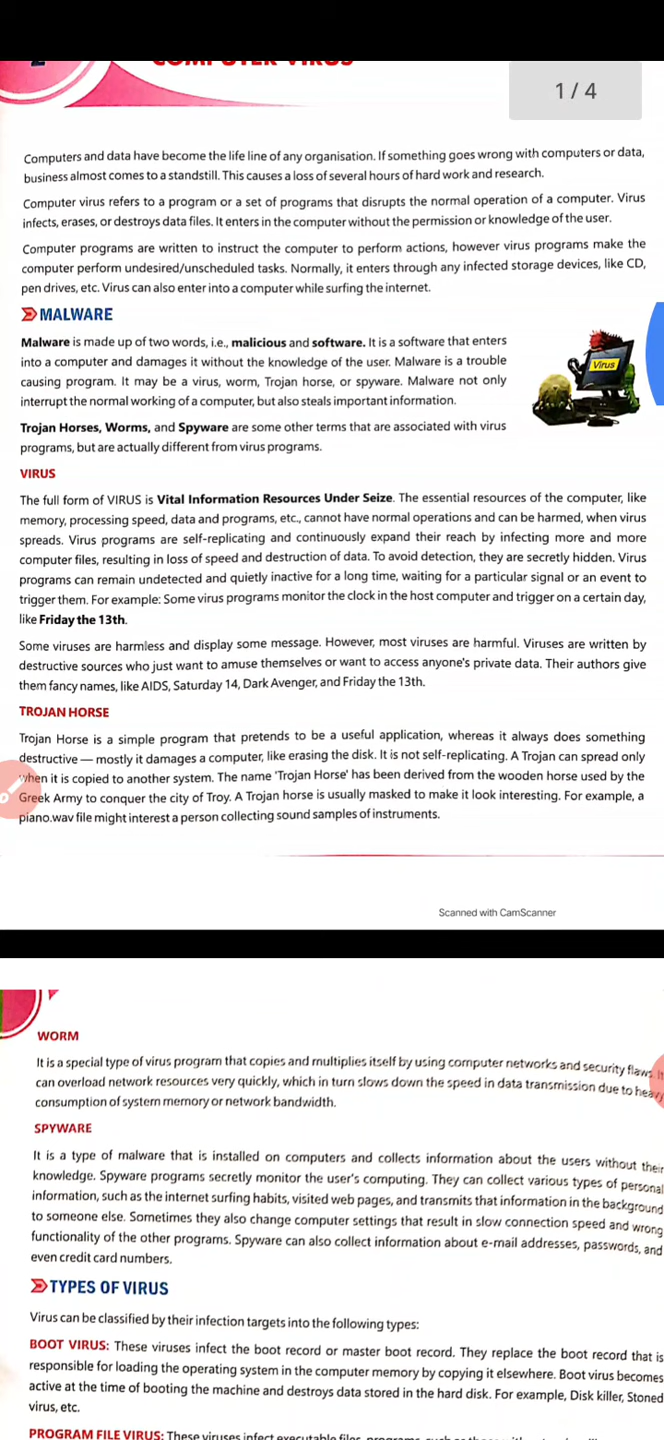 COMPUTER VIRUS
1 / 4
Computers and data have become the life line of any organisation. If something goes wrong with computers or data,
business almost comes to a standstill. This causes a loss of several hours of hard work and research.
Computer virus refers to a program or a set of programs that disrupts the normal operation of a computer. Virus
infects, erases, or destroys data files. It enters in the computer without the permission or knowledge of the user.
Computer programs are written to instruct the computer to perform actions, however virus programs make the
computer perform undesired/unscheduled tasks. Normally, it enters through any infected storage devices, like CD,
pen drives, etc. Virus can also enter into a computer while surfing the internet.
MALWARE
Malware is made up of two words, i.e., malicious and software. It is a software that enters
into a computer and damages it without the knowledge of the user. Malware is a trouble
causing program. It may be a virus, worm, Trojan horse, or spyware. Malware not only
interrupt the normal working of a computer, but also steals important information.
Virus
Trojan Horses, Worms, and Spyware are some other terms that are associated with virus
programs, but are actually different from virus programs.
VIRUS
The full form of VIRUS is Vital Information Resources Under Seize. The essential resources of the computer, like
memory, processing speed, data and programs, etc., cannot have normal operations and can be harmed, when virus
spreads. Virus programs are self-replicating and continuously expand their reach by infecting more and more
computer files, resulting in loss of speed and destruction of data. To avoid detection, they are secretly hidden. Virus
programs can remain undetected and quietly inactive for a long time, waiting for a particular signal or an event to
trigger them. For example: Some virus programs monitor the clock in the host computer and trigger on a certain day,
like Friday the 13th.
Some viruses are harmless and display some message. However, most viruses are harmful. Viruses are written by
destructive sources who just want to amuse themselves or want to access anyone's private data. Their authors give
them fancy names, like AIDS, Saturday 14, Dark Avenger, and Friday the 13th.
TROJAN HORSE
Trojan Horse is a simple program that pretends to be a useful application, whereas it always does something
destructive — mostly it damages a computer, like erasing the disk. It is not self-replicating. A Trojan can spread only
when it is copied to another system. The name 'Trojan Horse' has been derived from the wooden horse used by the
Greek Army to conquer the city of Troy. A Trojan horse is usually masked to make it look interesting. For example, a
piano.wav file might interest a person collecting sound samples of instruments.
Scanned with CamScanner
WORM
It is a special type of virus program that copies and multiplies itself by using computer networks and security flaws. It
can overload network resources very quickly, which in turn slows down the speed in data transmission due to heavy
consumption of system memory or network bandwidth.
SPYWARE
It is a type of malware that is installed on computers and collects information about the users without their
knowledge. Spyware programs secretly monitor the user's computing. They can collect various types of personal
information, such as the internet surfing habits, visited web pages, and transmits that information in the background
to someone else. Sometimes they also change computer settings that result in slow connection speed and wrong
functionality of the other programs. Spyware can also collect information about e-mail addresses, passwords, and
even credit card numbers.
TYPES OF VIRUS
Virus can be classified by their infection targets into the following types:
BOOT VIRUS: These viruses infect the boot record or master boot record. They replace the boot record that is
responsible for loading the operating system in the computer memory by copying it elsewhere. Boot virus becomes
active at the time of booting the machine and destroys data stored in the hard disk. For example, Disk killer, Stoned
virus, etc.
PROGRAM FILE VIRUS: These viruses infect executable files